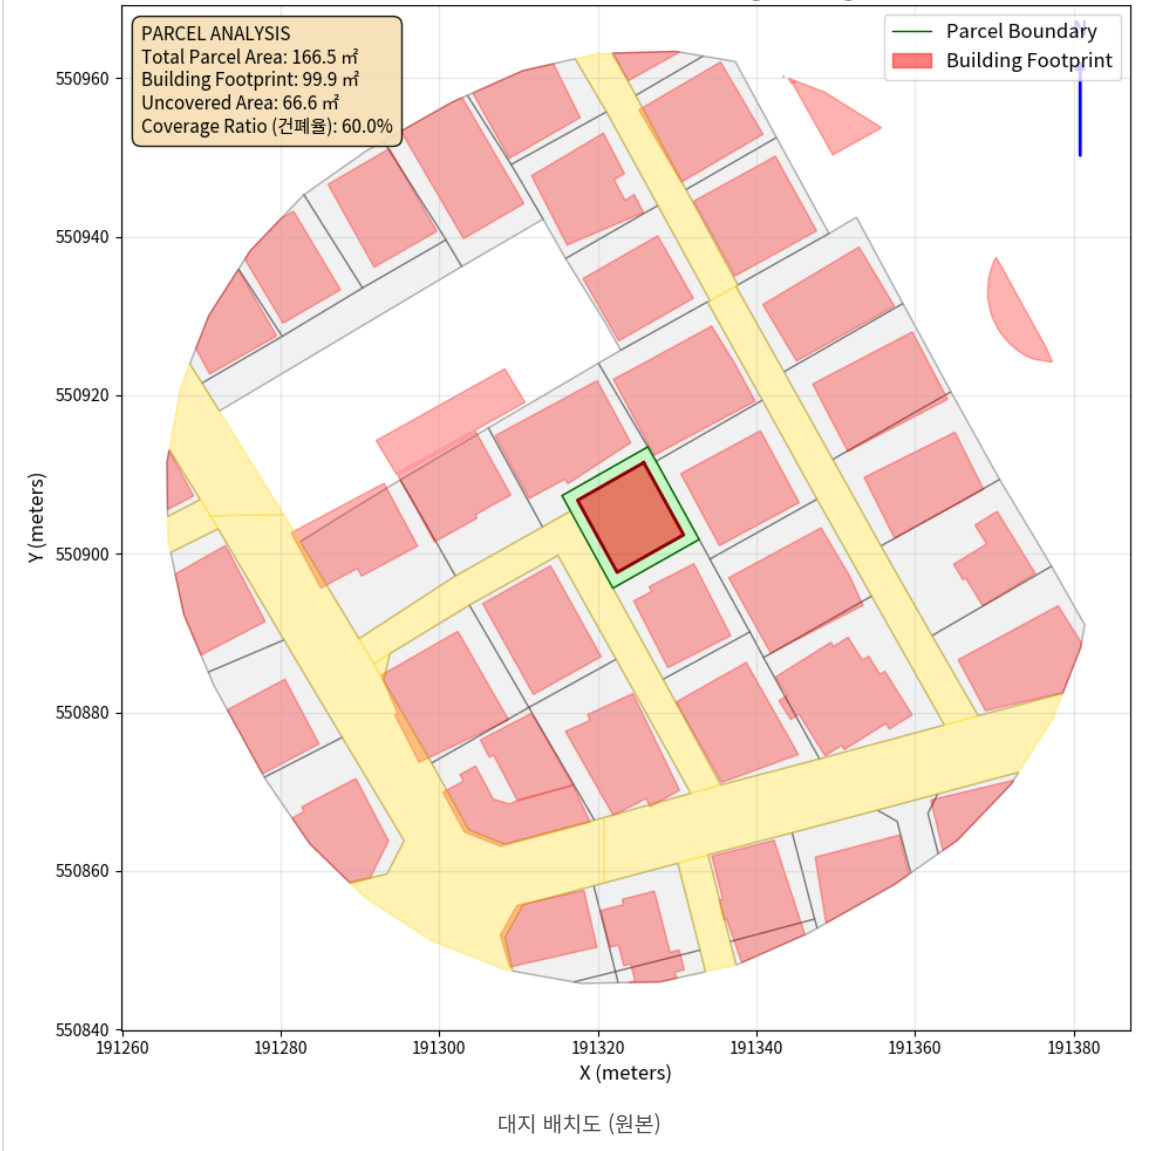 PARCEL ANALYSIS
Total Parcel Area: 166.5 ㎡
Building Footprint: 99.9 ㎡
Uncovered Area: 66.6 ㎡
Coverage Ratio (건폐율): 60.0%
N
Parcel Boundary
Building Footprint
550960
550940
550920
550900
550880
550860
550840
Y (meters)
191260 191280 191300 191320 191340 191360 191380
X (meters)
대지 배치도 (원본)